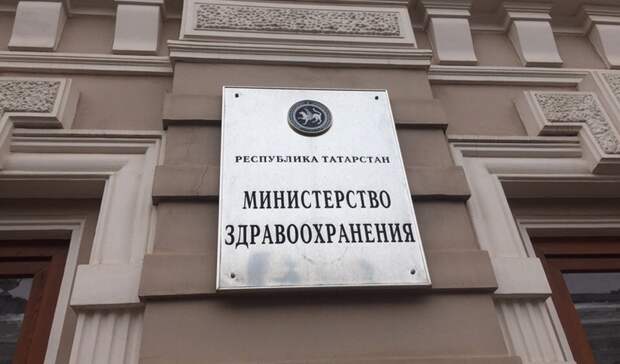 РЕСПУБЛИКА ТАТАРСТАН
МИНИСТЕРСТВО
ЗДРАВООХРАНЕНИЯ